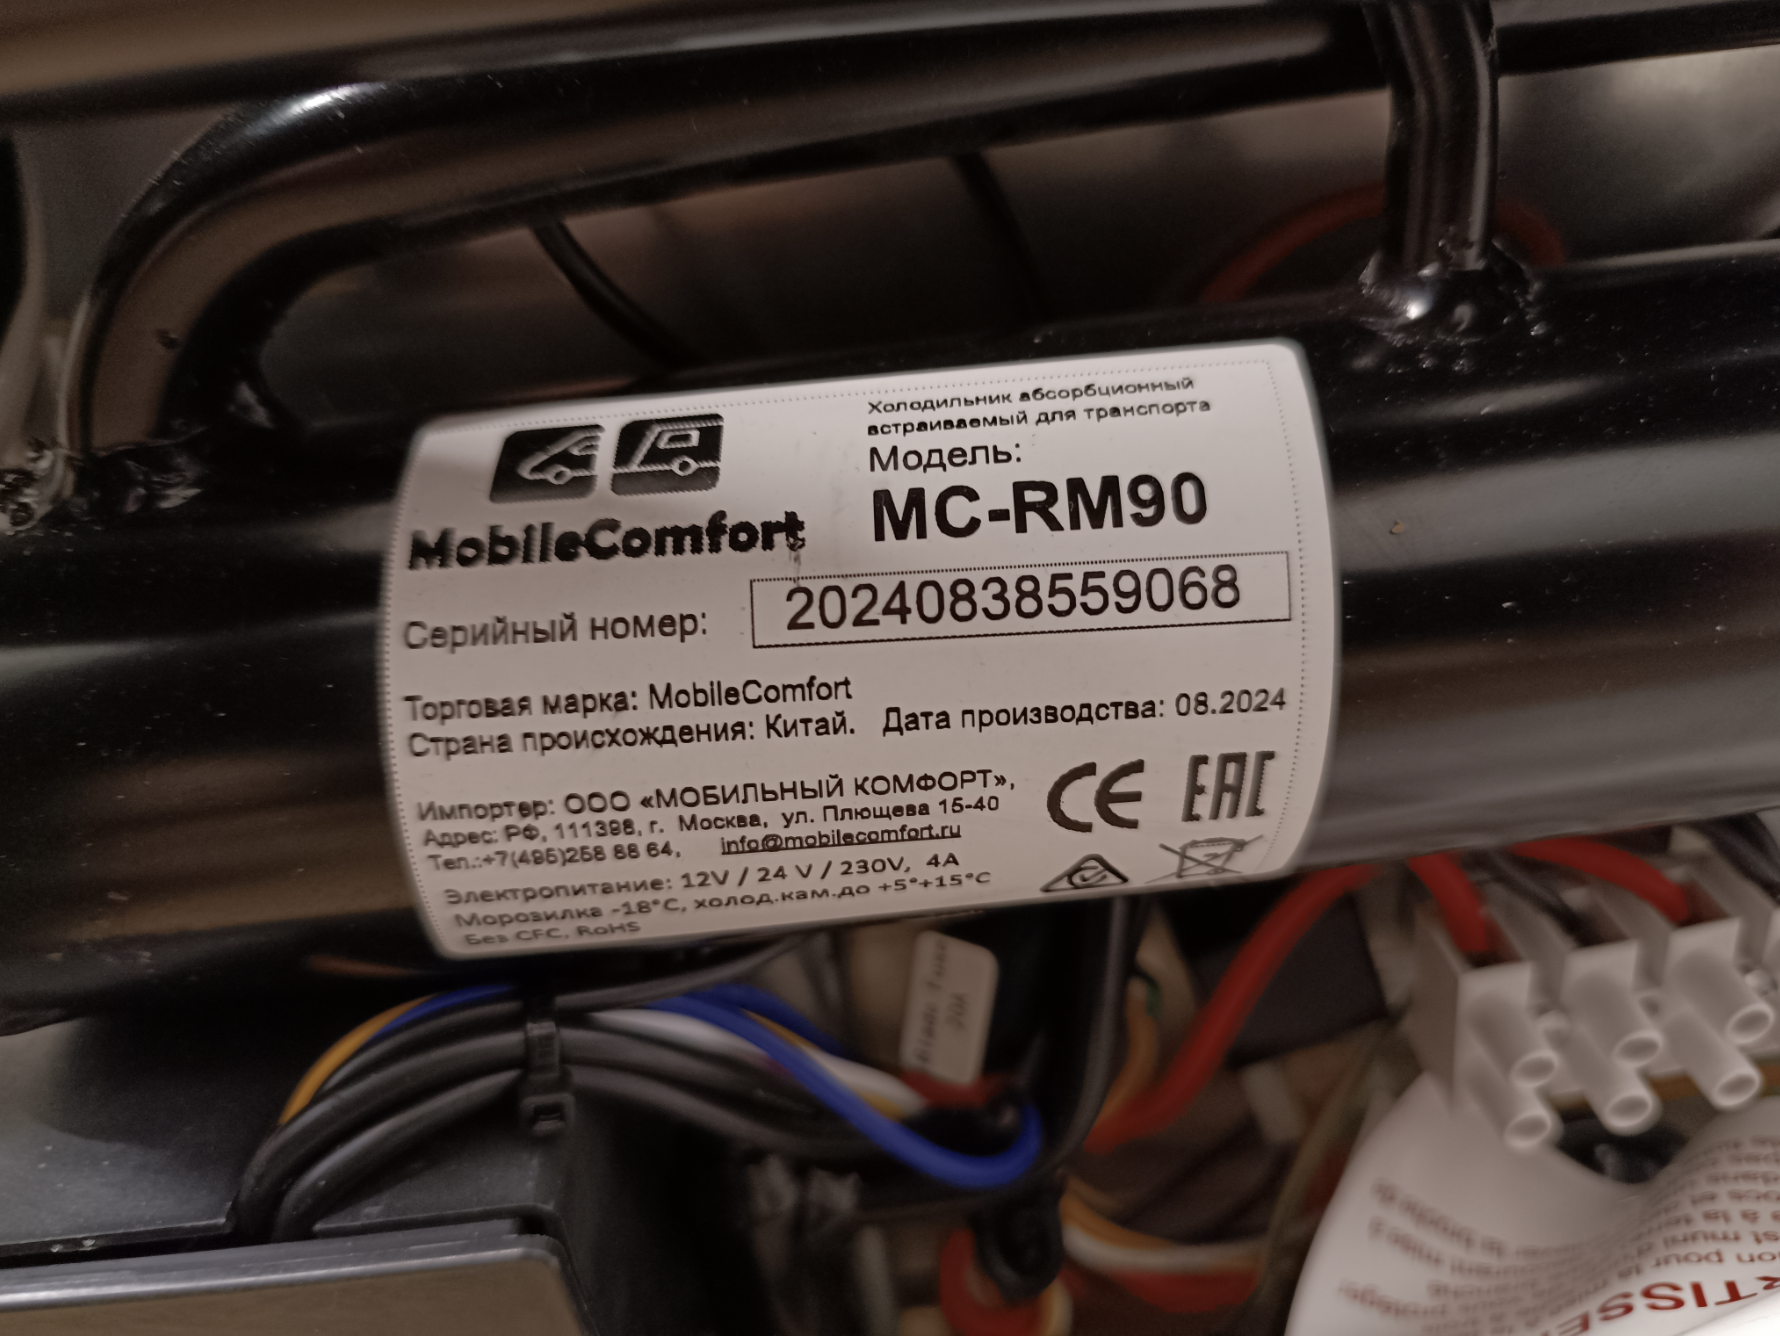 Холодильник абсорбционный
встраиваемый для транспорта
Модель:
MC-RM90
MobileComfort
Серийный номер: 20240838559068
Торговая марка: MobileComfort
Страна происхождения: Китай. Дата производства: 08.2024
Импортер: ООО «МОБИЛЬНЫЙ КОМФОРТ»,
Адрес: РФ, 111398, г. Москва, ул. Плющева 15-40
Тел.:+7(495)258 88 64, info@mobilecomfort.ru
Электропитание: 12V / 24 V / 230V, 4A
Морозилка -18°C, холод.кам.до +5°+15°C
Без CFC, RoHS
CE EAC
20A